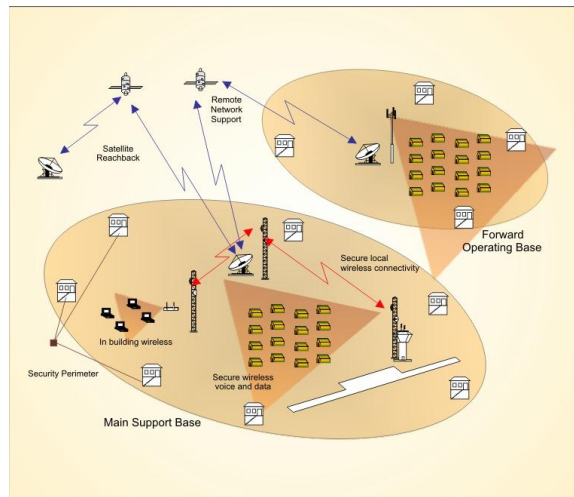 Remote
Network
Support
Satellite
Reachback
Forward
Operating Base
Secure local
wireless connectivity
In building wireless
Security Perimeter
Secure wireless
voice and data
Main Support Base